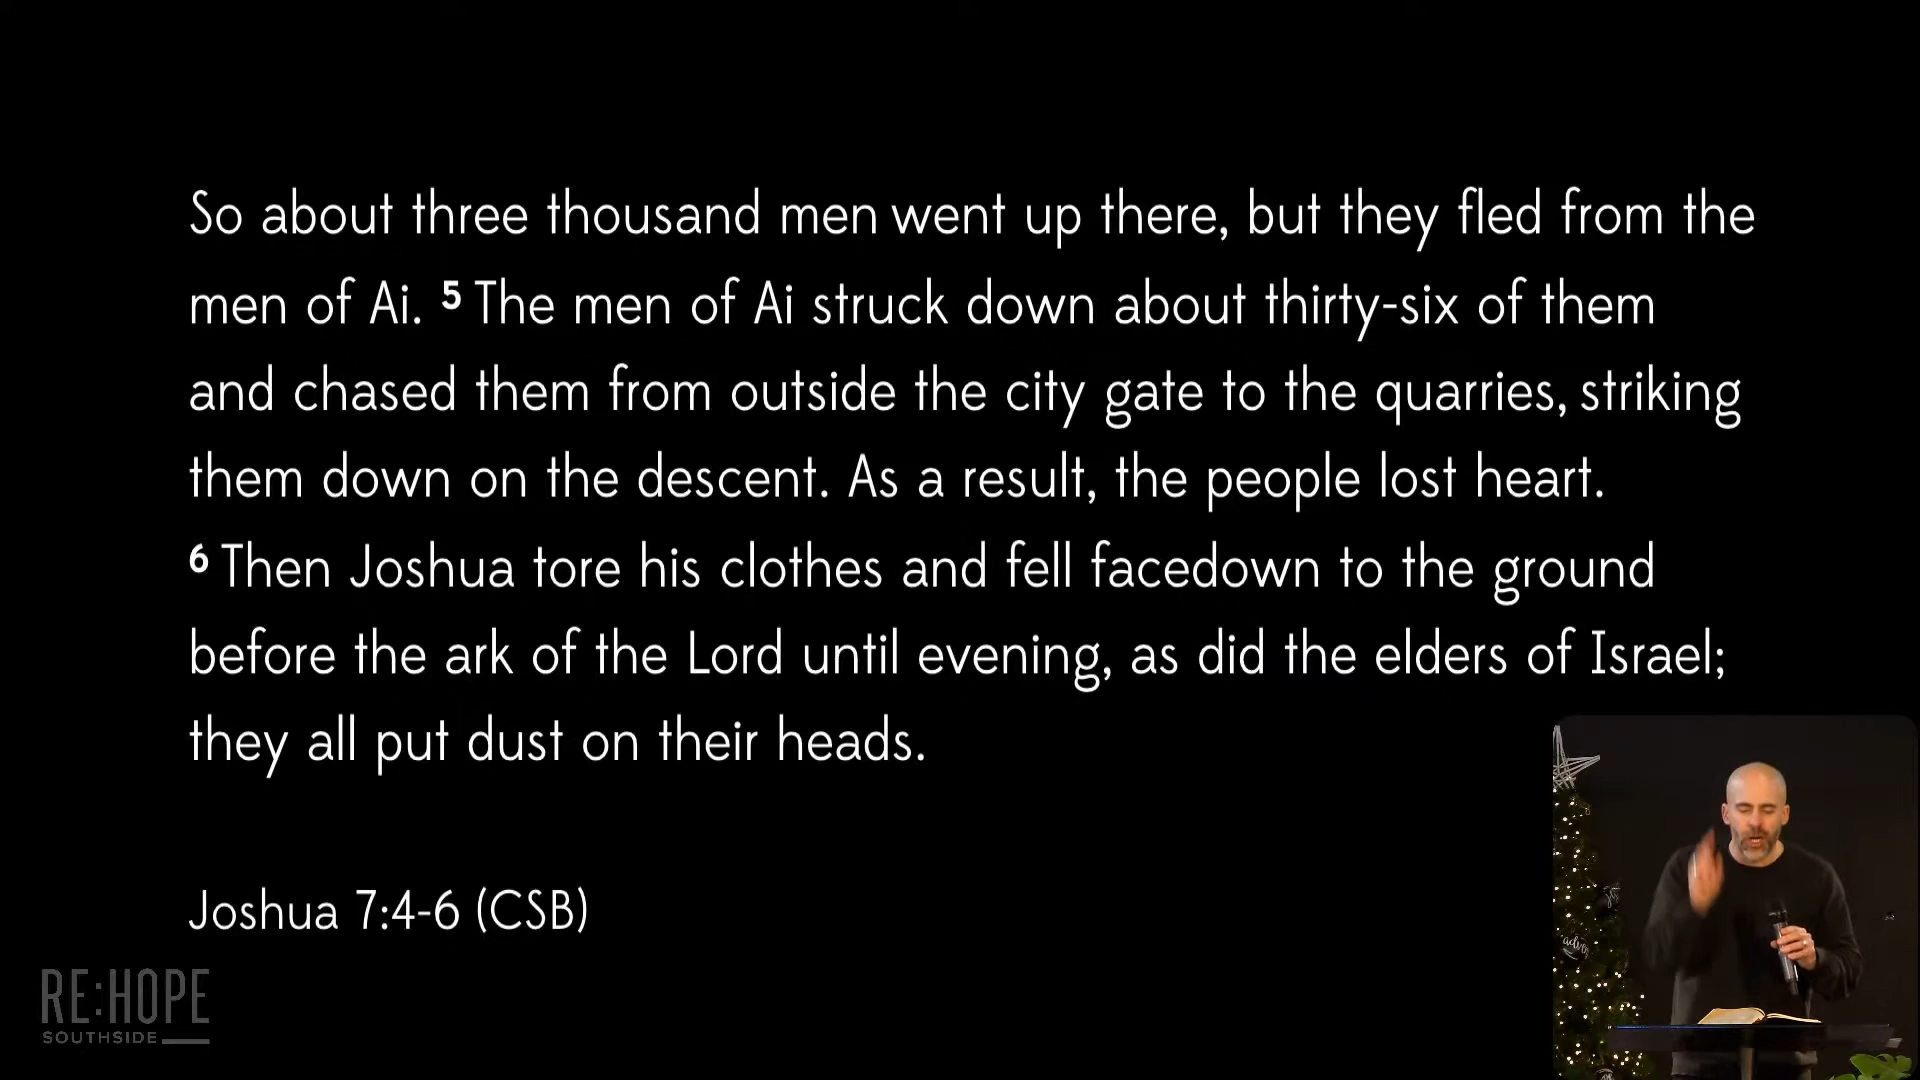 So about three thousand men went up there, but they fled from the
men of Ai. 5 The men of Ai struck down about thirty-six of them
and chased them from outside the city gate to the quarries, striking
them down on the descent. As a result, the people lost heart.
6 Then Joshua tore his clothes and fell facedown to the ground
before the ark of the Lord until evening, as did the elders of Israel;
they all put dust on their heads.
Joshua 7:4-6 (CSB)
RE:HOPE
SOUTHSIDE